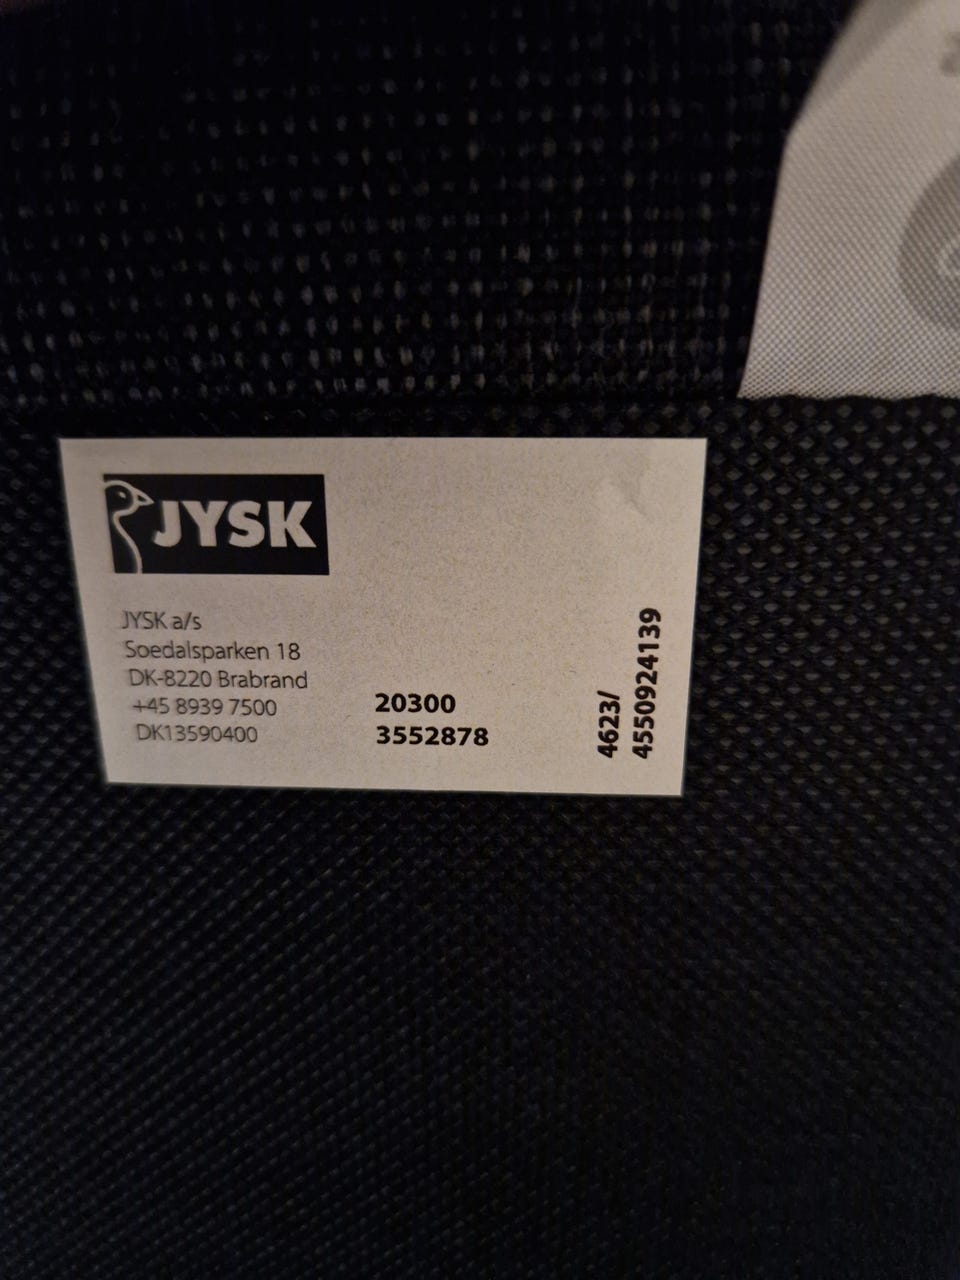 JYSK
JYSK a/s
Soedalsparken 18
DK-8220 Brabrand
+45 8939 7500
DK13590400
20300
3552878
4623/
4550924139